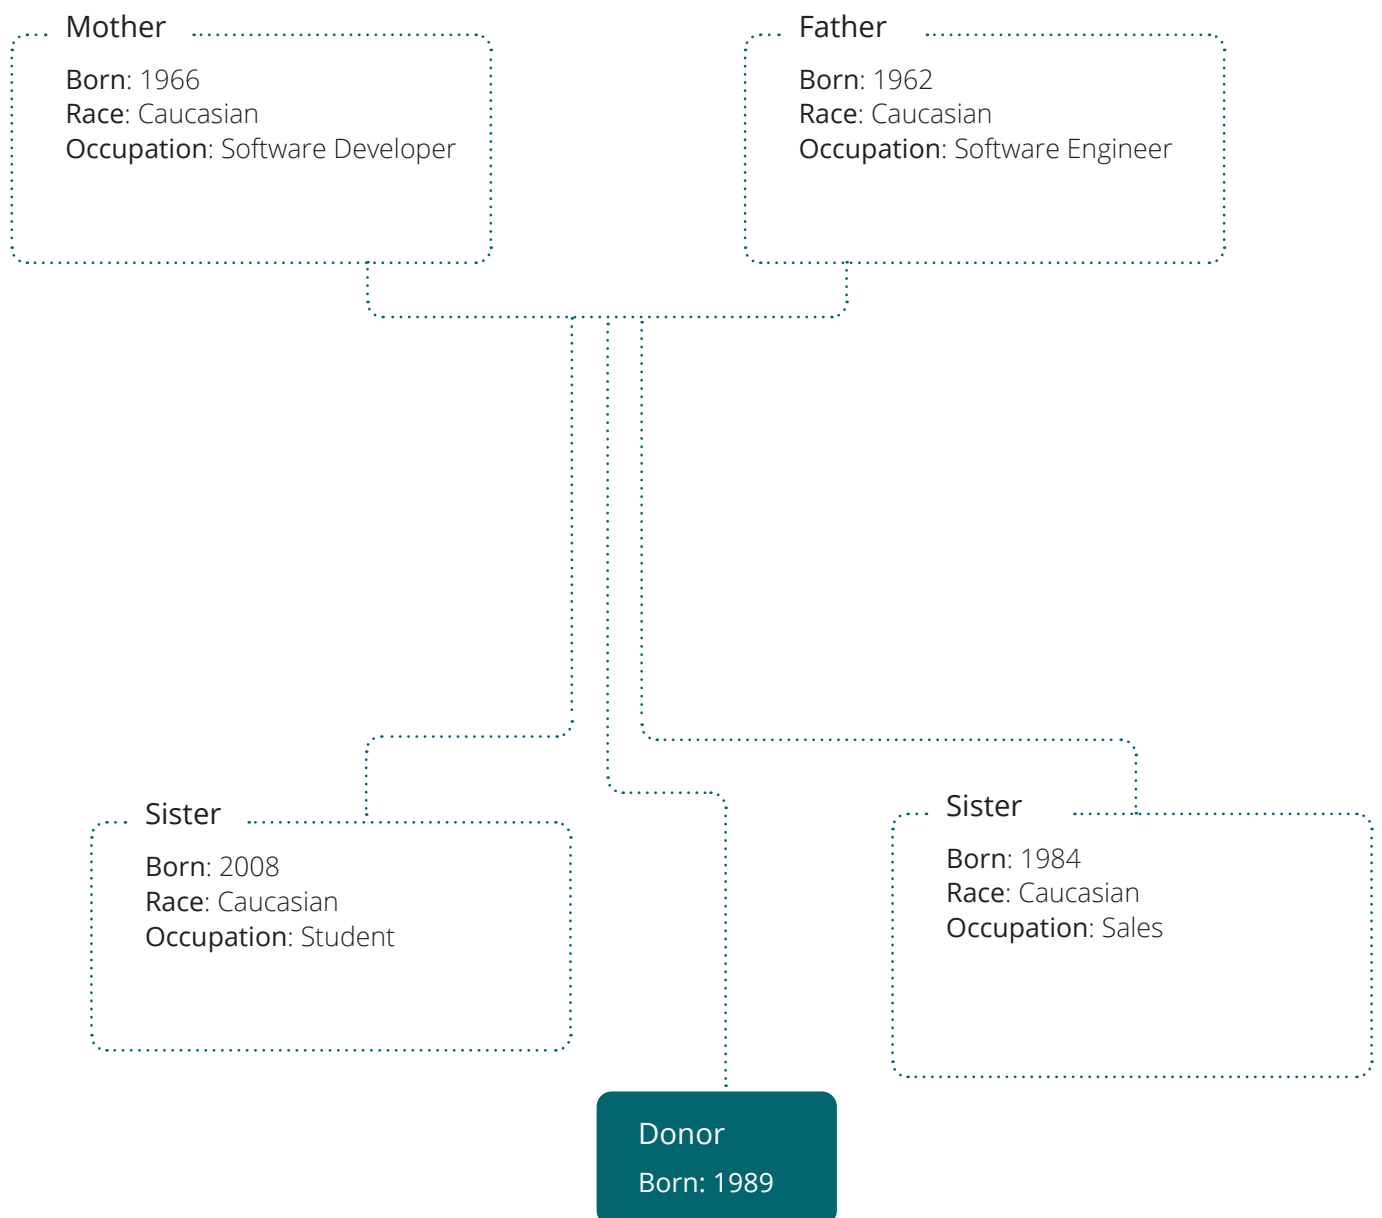 Mother
Born: 1966
Race: Caucasian
Occupation: Software Developer
Father
Born: 1962
Race: Caucasian
Occupation: Software Engineer
Sister
Born: 2008
Race: Caucasian
Occupation: Student
Sister
Born: 1984
Race: Caucasian
Occupation: Sales
Donor
Born: 1989